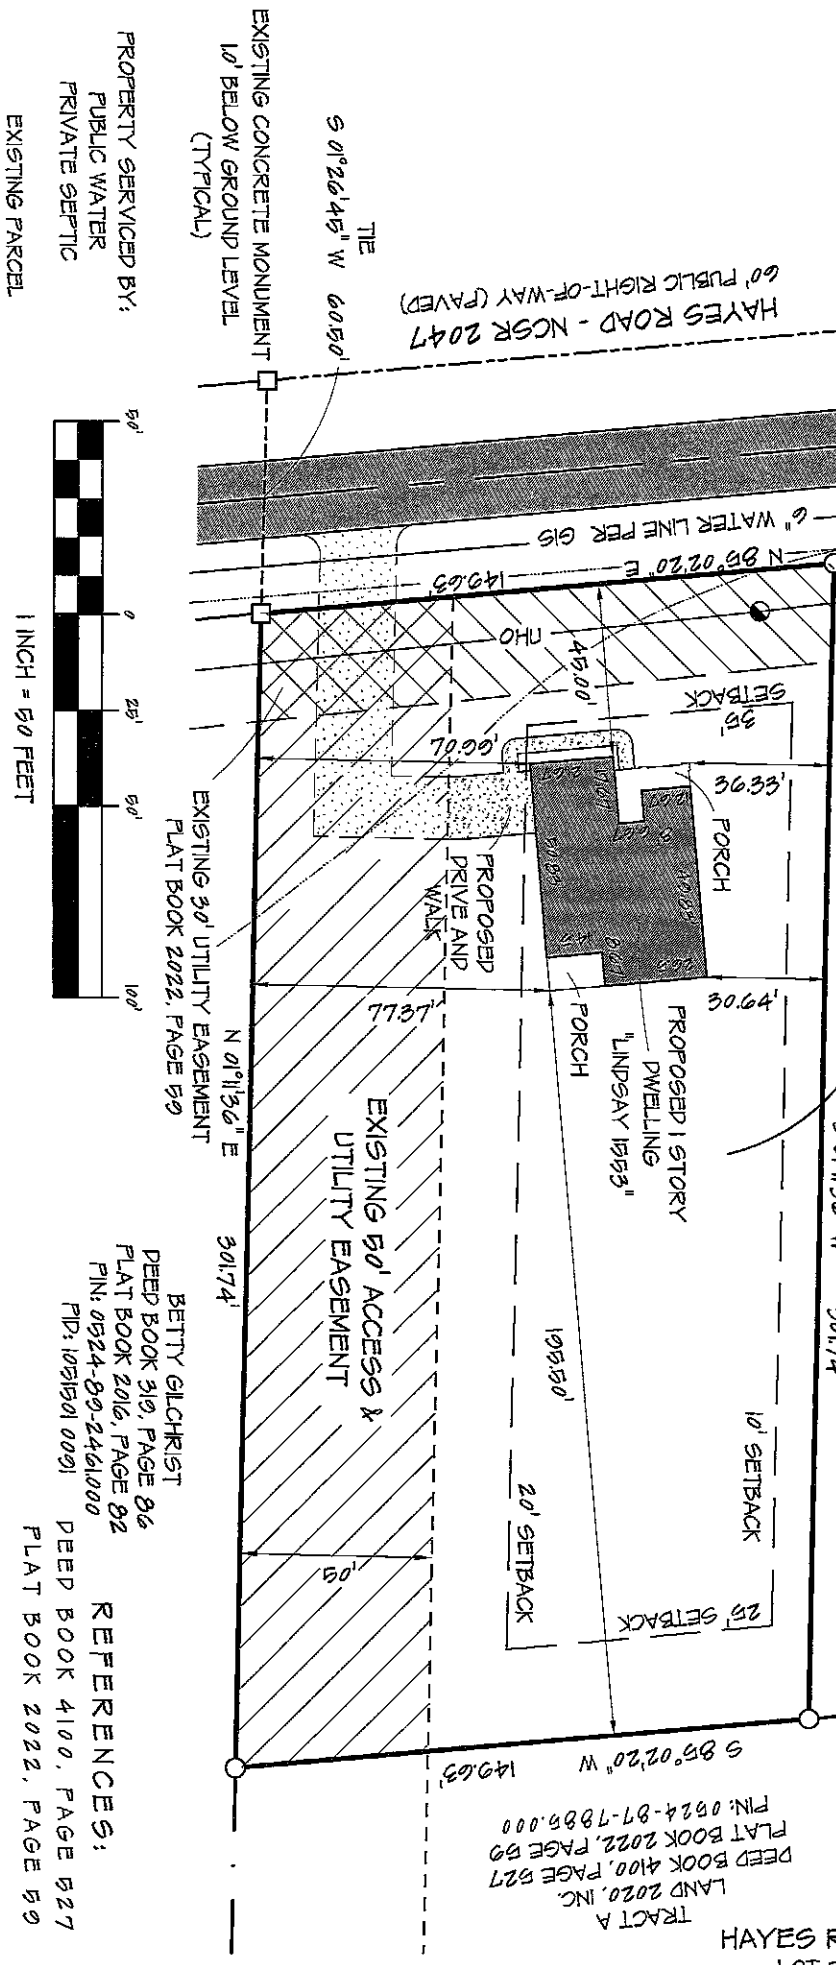 EXISTING CONCRETE MONUMENT
1.0' BELOW GROUND LEVEL
(TYPICAL)
TIE
S 01°26'45" W 60.50'
60' PUBLIC RIGHT-OF-WAY (PAVED)
HAYES ROAD - NCSR 2047
PROPERTY SERVICED BY:
PUBLIC WATER
PRIVATE SEPTIC
EXISTING PARCEL
50'
0
25'
50'
100'
1 INCH = 50 FEET
6" WATER LINE PER GIS
N 85°02'20" E
149.63'
OHU
45.00'
35'
SETBACK
70.66'
36.33'
PORCH
PROPOSED
DRIVE AND
WALK
EXISTING 30' UTILITY EASEMENT
PLAT BOOK 2022, PAGE 59
77.37'
PORCH
30.64'
PROPOSED 1 STORY
DWELLING
"LINDSAY 1553"
N 01°11'36" E
301.74'
EXISTING 50' ACCESS &
UTILITY EASEMENT
195.50'
10' SETBACK
20' SETBACK
25' SETBACK
50'
BETTY GILCHRIST
DEED BOOK 319, PAGE 86
PLAT BOOK 2016, PAGE 82
PIN: 0524-89-2461.000
PID: 1051501 0091
REFERENCES:
DEED BOOK 4100, PAGE 527
PLAT BOOK 2022, PAGE 59
S 85°02'20" W
149.63'
TRACT A
LAND 2020, INC.
DEED BOOK 4100, PAGE 527
PLAT BOOK 2022, PAGE 59
PIN: 0524-87-7885.000
HAYES R